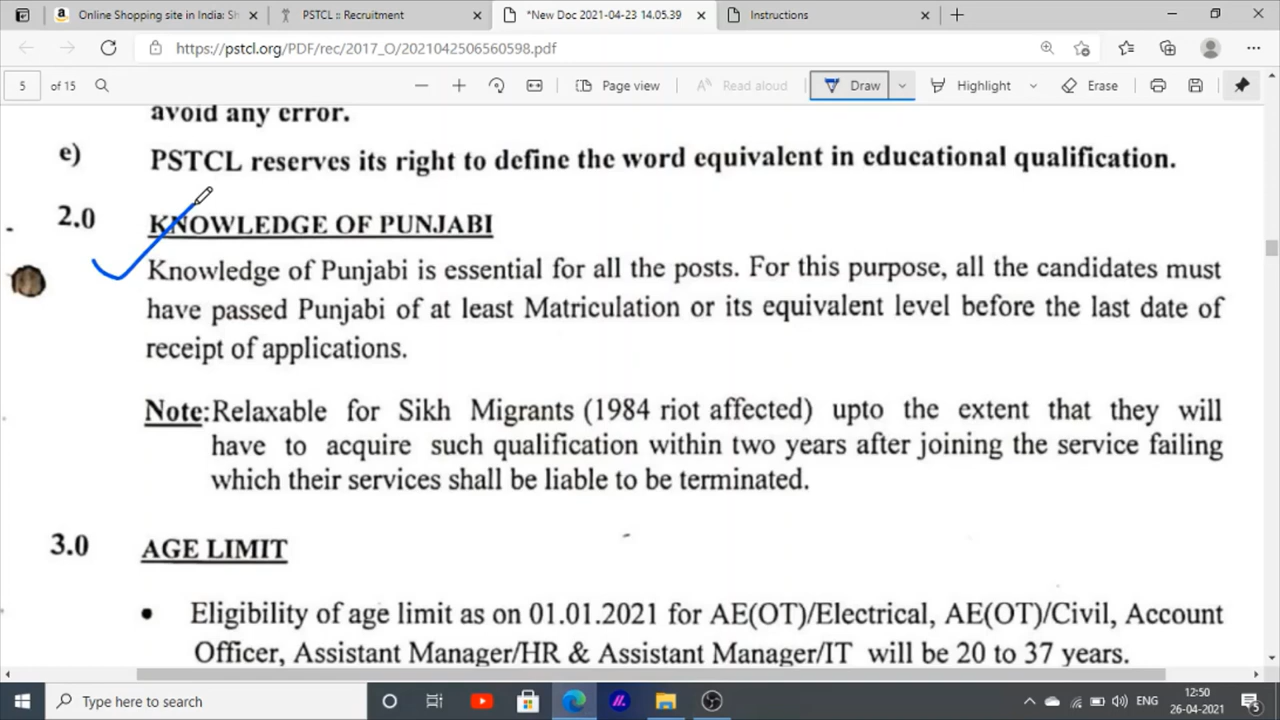 Online Shopping site in India: Sh
PSTCL :: Recruitment
*New Doc 2021-04-23 14.05.39
Instructions
https://pstcl.org/PDF/rec/2017_O/2021042506560598.pdf
5 of 15
Page view
Read aloud
Draw
Highlight
Erase
avoid any error.
e) PSTCL reserves its right to define the word equivalent in educational qualification.
2.0 KNOWLEDGE OF PUNJABI
Knowledge of Punjabi is essential for all the posts. For this purpose, all the candidates must
have passed Punjabi of at least Matriculation or its equivalent level before the last date of
receipt of applications.
Note: Relaxable for Sikh Migrants (1984 riot affected) upto the extent that they will
have to acquire such qualification within two years after joining the service failing
which their services shall be liable to be terminated.
3.0 AGE LIMIT
• Eligibility of age limit as on 01.01.2021 for AE(OT)/Electrical, AE(OT)/Civil, Account
Officer, Assistant Manager/HR & Assistant Manager/IT will be 20 to 37 years.
Type here to search
ENG
12:50
26-04-2021
5